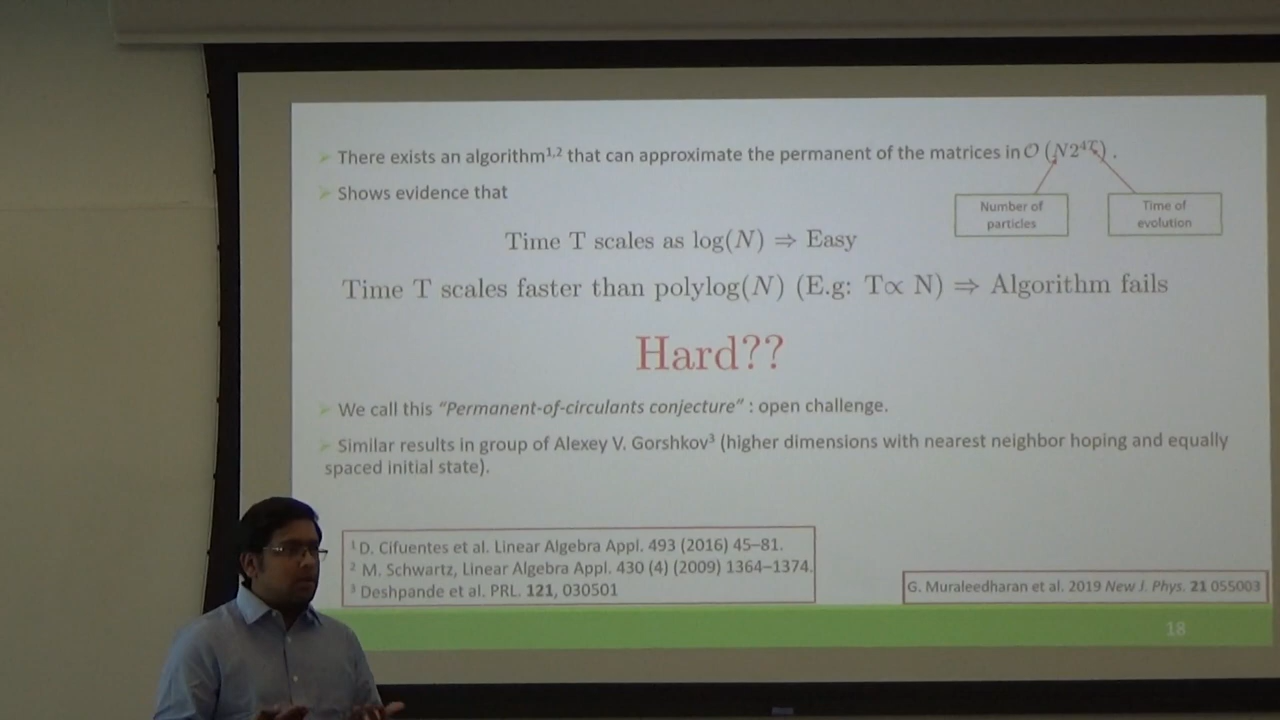 There exists an algorithm¹,² that can approximate the permanent of the matrices in O (N2⁴ᵀ) .
Number of
particles
Time of
evolution
Shows evidence that
Time T scales as log(N) ⇒ Easy
Time T scales faster than polylog(N) (E.g: T∝ N) ⇒ Algorithm fails
Hard??
We call this “Permanent-of-circulants conjecture” : open challenge.
Similar results in group of Alexey V. Gorshkov³ (higher dimensions with nearest neighbor hoping and equally
spaced initial state).
¹ D. Cifuentes et al. Linear Algebra Appl. 493 (2016) 45–81.
² M. Schwartz, Linear Algebra Appl. 430 (4) (2009) 1364–1374.
³ Deshpande et al. PRL. 121, 030501
G. Muraleedharan et al. 2019 New J. Phys. 21 055003
18